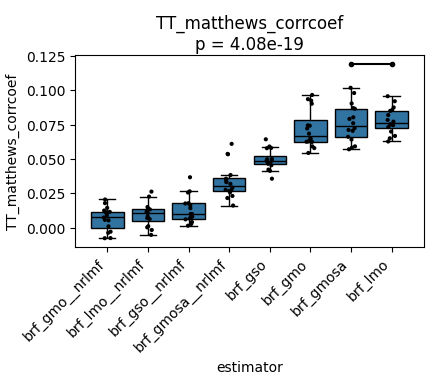 TT_matthews_corrcoef
p = 4.08e-19
TT_matthews_corrcoef
0.125
0.100
0.075
0.050
0.025
0.000
brf_gmo__nrlmf
brf_lmo__nrlmf
brf_gso__nrlmf
brf_gmosa__nrlmf
brf_gso
brf_gmo
brf_gmosa
brf_lmo
estimator